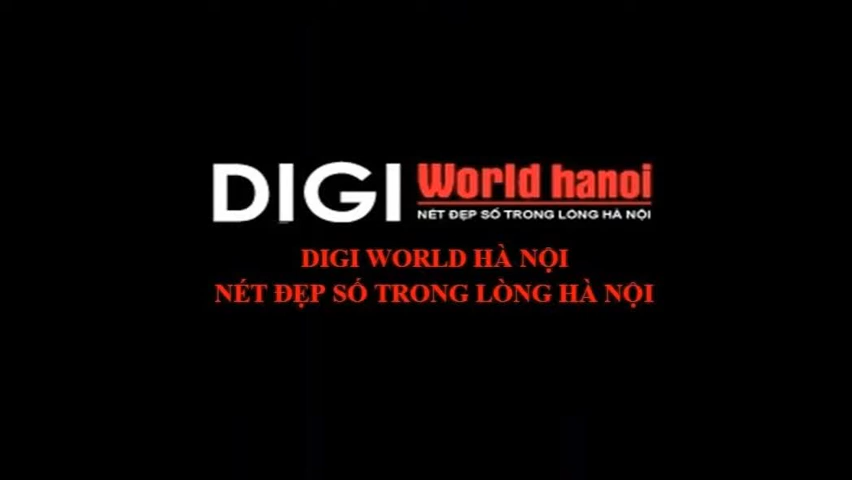 DIGI World hanoi
NÉT ĐẸP SỐ TRONG LÒNG HÀ NỘI
DIGI WORLD HÀ NỘI
NÉT ĐẸP SỐ TRONG LÒNG HÀ NỘI